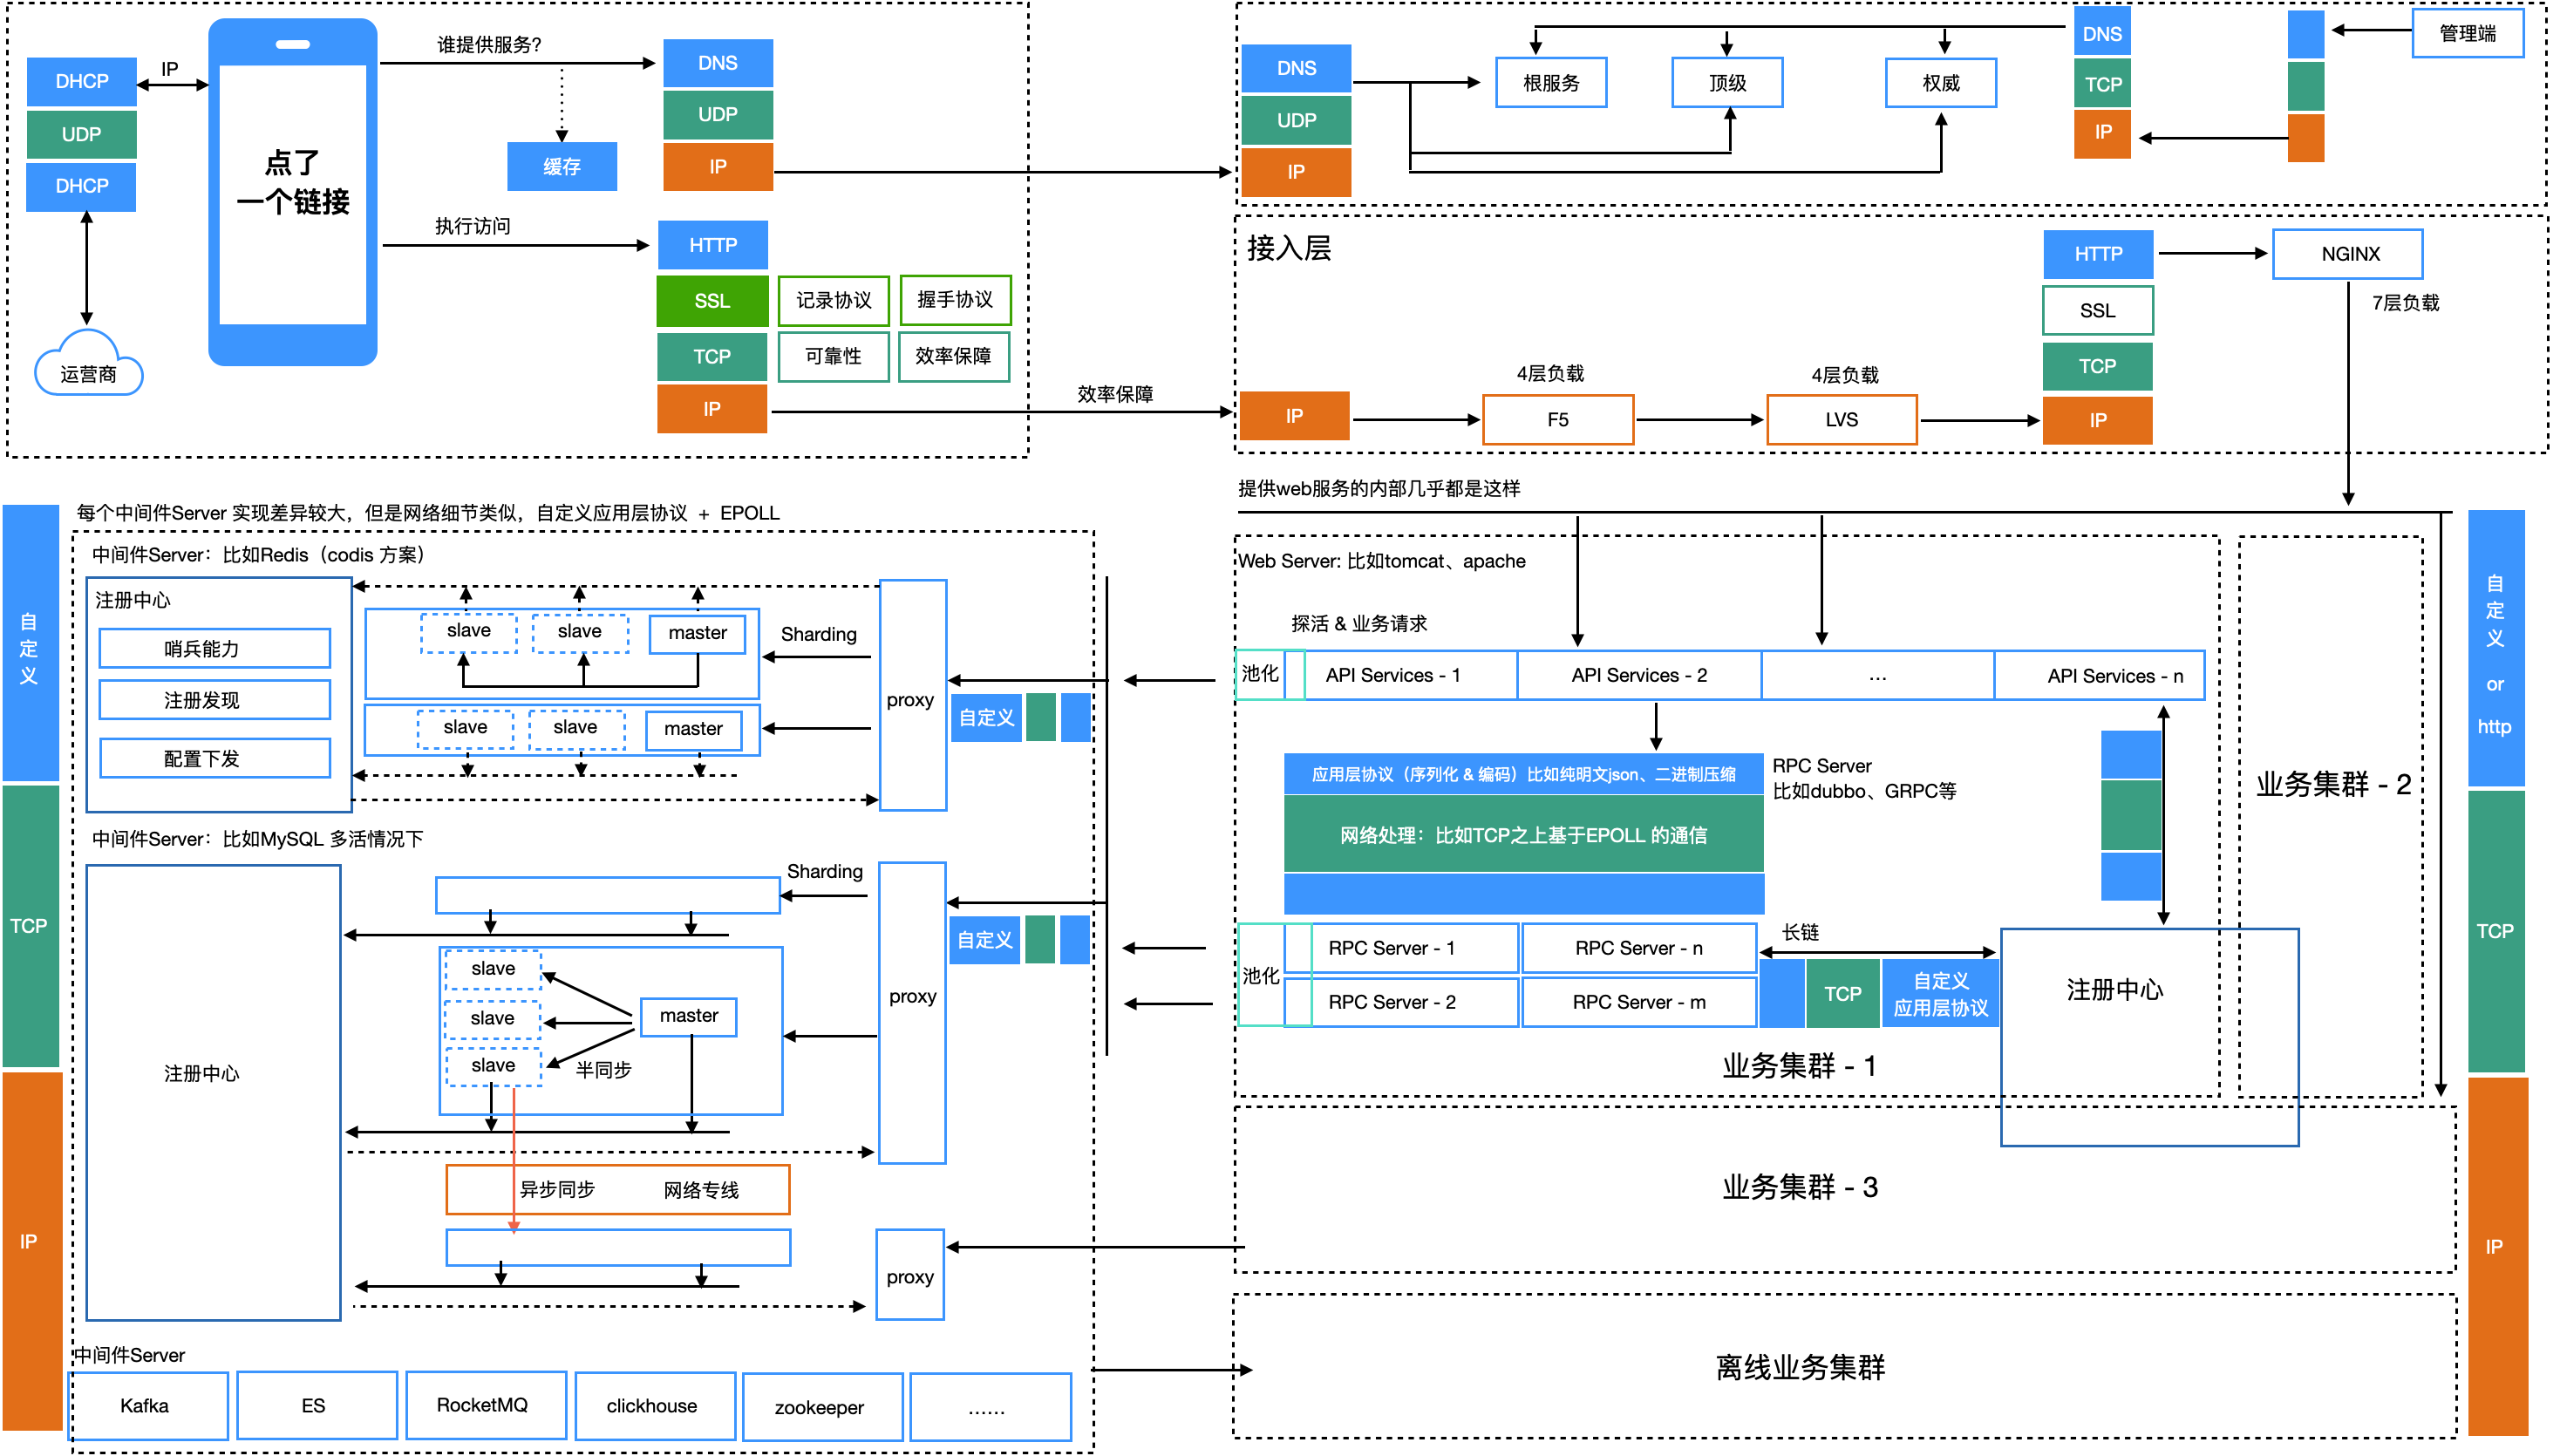 DHCP
UDP
DHCP
IP
运营商
点了
一个链接
谁提供服务?
缓存
DNS
UDP
IP
执行访问
HTTP
SSL
记录协议
握手协议
TCP
可靠性
效率保障
IP
效率保障
DNS
UDP
IP
根服务
顶级
权威
DNS
TCP
IP
管理端
接入层
IP
4层负载
F5
4层负载
LVS
HTTP
SSL
TCP
IP
NGINX
7层负载
自定义
TCP
IP
每个中间件Server 实现差异较大，但是网络细节类似，自定义应用层协议 + EPOLL
中间件Server：比如Redis（codis 方案）
注册中心
哨兵能力
注册发现
配置下发
slave
slave
master
Sharding
slave
slave
master
proxy
自定义
中间件Server：比如MySQL 多活情况下
注册中心
Sharding
slave
slave
slave
master
半同步
proxy
自定义
异步同步
网络专线
proxy
中间件Server
Kafka
ES
RocketMQ
clickhouse
zookeeper
……
提供web服务的内部几乎都是这样
Web Server: 比如tomcat、apache
探活 & 业务请求
池化
API Services - 1
API Services - 2
…
API Services - n
应用层协议（序列化 & 编码）比如纯明文json、二进制压缩
网络处理：比如TCP之上基于EPOLL 的通信
RPC Server
比如dubbo、GRPC等
池化
RPC Server - 1
RPC Server - n
RPC Server - 2
RPC Server - m
长链
TCP
自定义
应用层协议
注册中心
业务集群 - 1
业务集群 - 2
业务集群 - 3
离线业务集群
自定义
or
http
TCP
IP